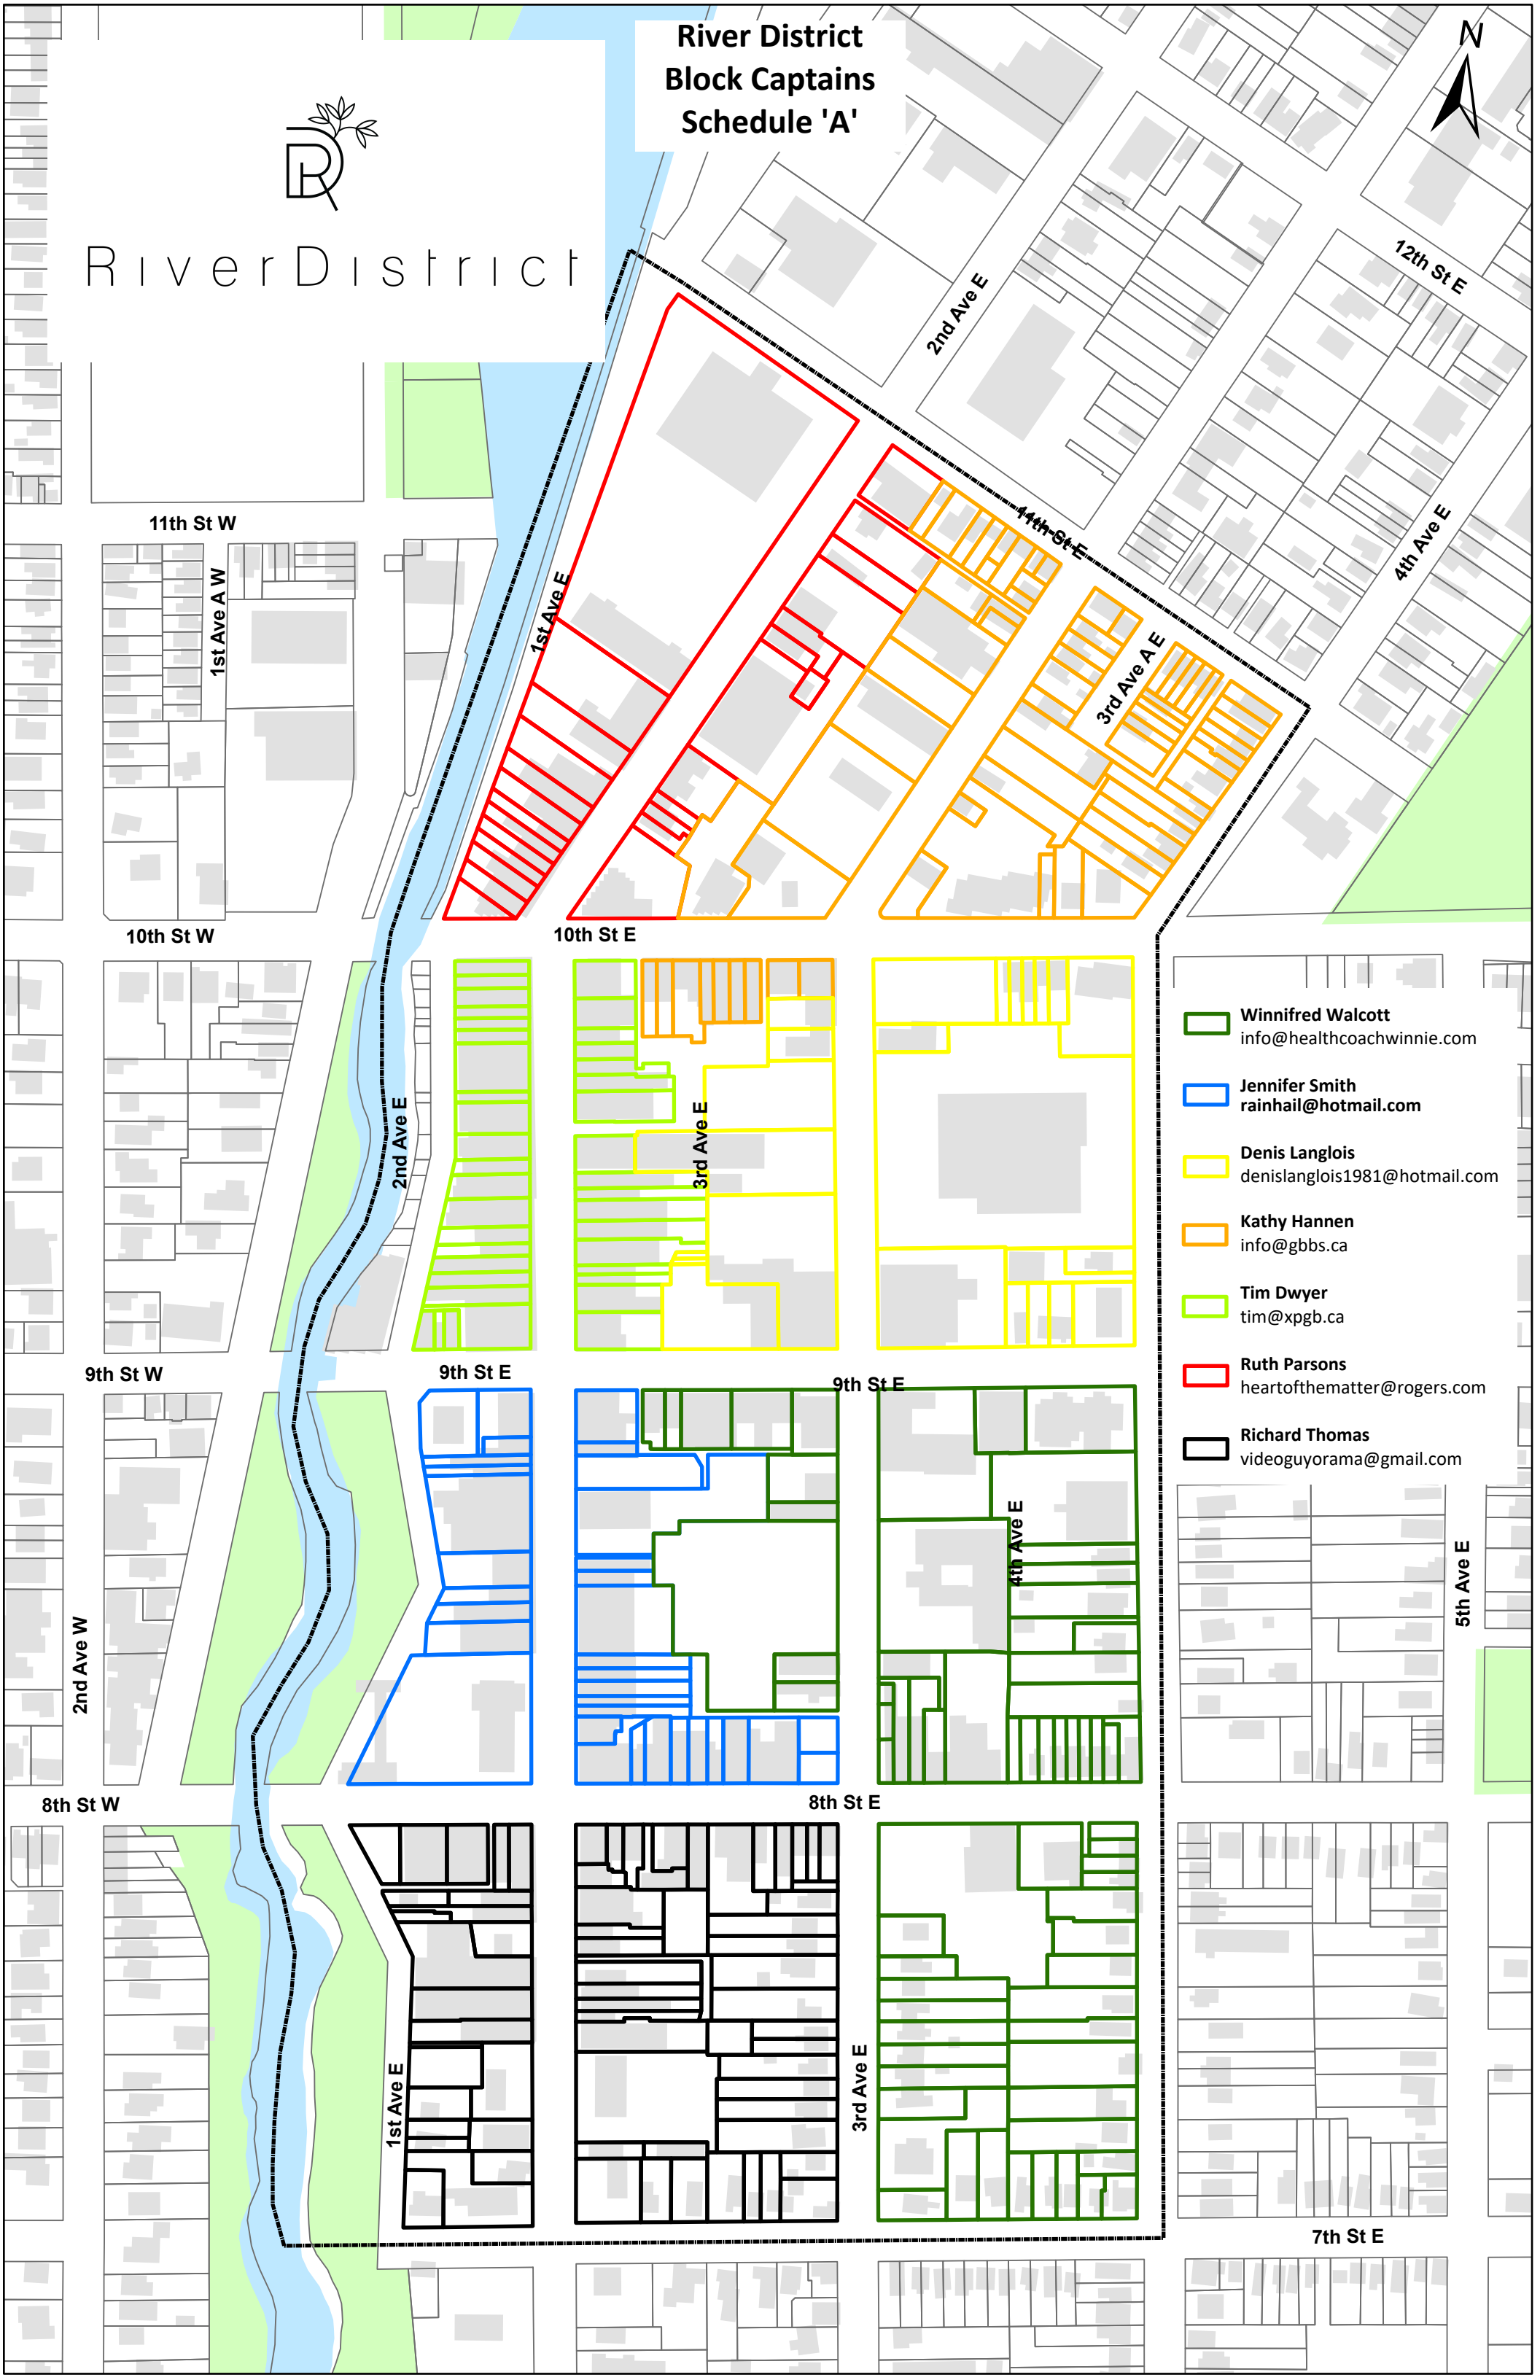 River District
Block Captains
Schedule 'A'
N
RiverDistrict
12th St E
2nd Ave E
11th St W
11th St E
4th Ave E
1st Ave A W
1st Ave E
3rd Ave A E
10th St W
10th St E
2nd Ave E
3rd Ave E
Winnifred Walcott
info@healthcoachwinnie.com
Jennifer Smith
rainhail@hotmail.com
Denis Langlois
denislanglois1981@hotmail.com
Kathy Hannen
info@gbbs.ca
Tim Dwyer
tim@xpgb.ca
Ruth Parsons
heartofthematter@rogers.com
Richard Thomas
videoguyorama@gmail.com
9th St W
9th St E
9th St E
4th Ave E
5th Ave E
2nd Ave W
8th St W
8th St E
1st Ave E
3rd Ave E
7th St E